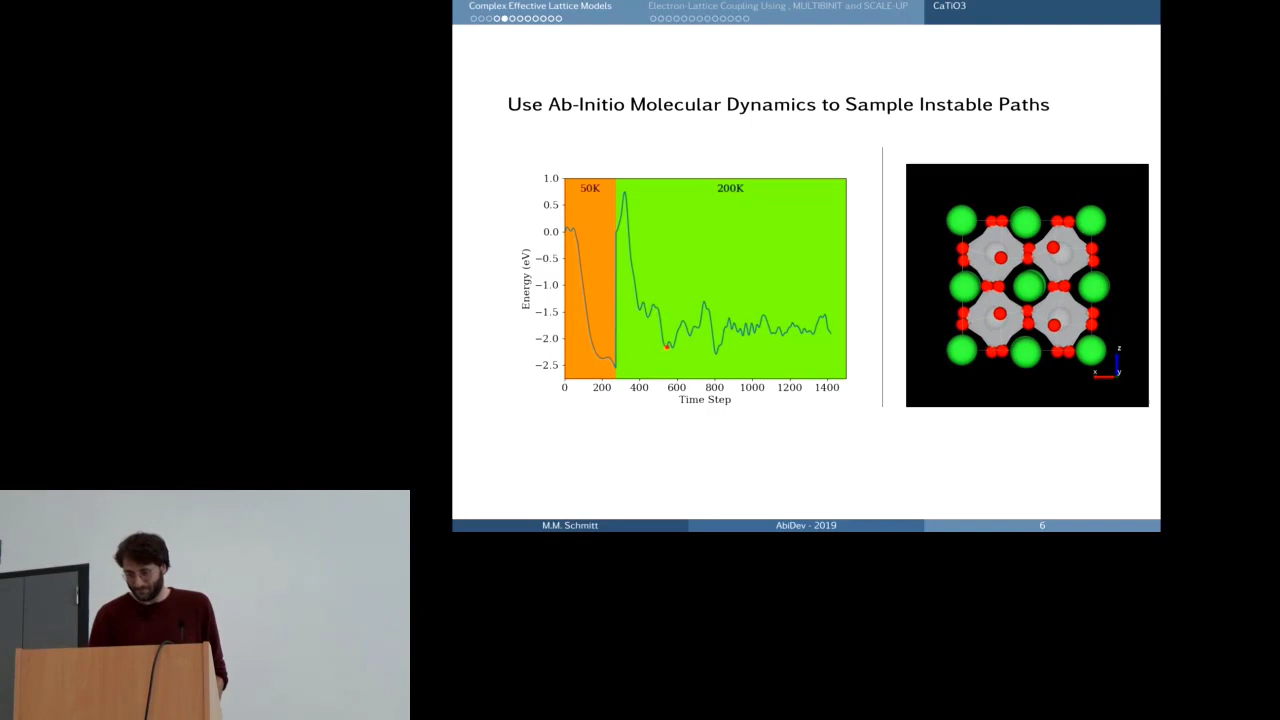 Complex Effective Lattice Models
Electron-Lattice Coupling Using , MULTIBINIT and SCALE-UP
CaTiO3
Use Ab-Initio Molecular Dynamics to Sample Instable Paths
50K
200K
1.0
0.5
0.0
−0.5
−1.0
−1.5
−2.0
−2.5
Energy (eV)
0 200 400 600 800 1000 1200 1400
Time Step
z
x
y
M.M. Schmitt
AbiDev - 2019
6